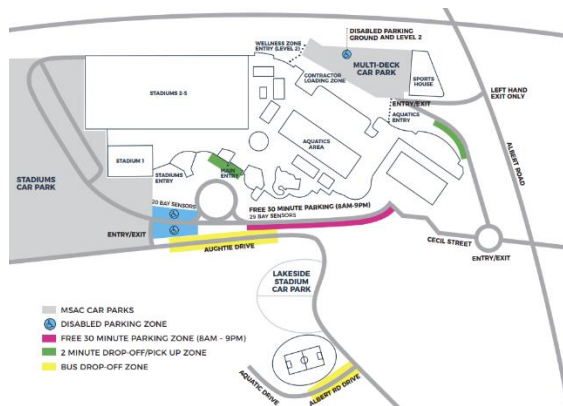 DISABLED PARKING
GROUND AND LEVEL 2
WELLNESS ZONE
ENTRY (LEVEL 2)
MULTI-DECK
CAR PARK
CONTRACTOR
LOADING ZONE
SPORTS
HOUSE
STADIUMS 2-5
LEFT HAND
EXIT ONLY
ENTRY/EXIT
AQUATICS
ENTRY
ALBERT ROAD
AQUATICS
AREA
STADIUM 1
STADIUMS
CAR PARK
STADIUMS
ENTRY
MAIN
ENTRY
20 BAY SENSORS
FREE 30 MINUTE PARKING (8AM-9PM)
29 BAY SENSORS
ENTRY/EXIT
AUGHTIE DRIVE
CECIL STREET
ENTRY/EXIT
LAKESIDE
STADIUM
CAR PARK
MSAC CAR PARKS
DISABLED PARKING ZONE
FREE 30 MINUTE PARKING ZONE (8AM - 9PM)
2 MINUTE DROP-OFF/PICK UP ZONE
BUS DROP-OFF ZONE
AQUATIC DRIVE
ALBERT RD DRIVE